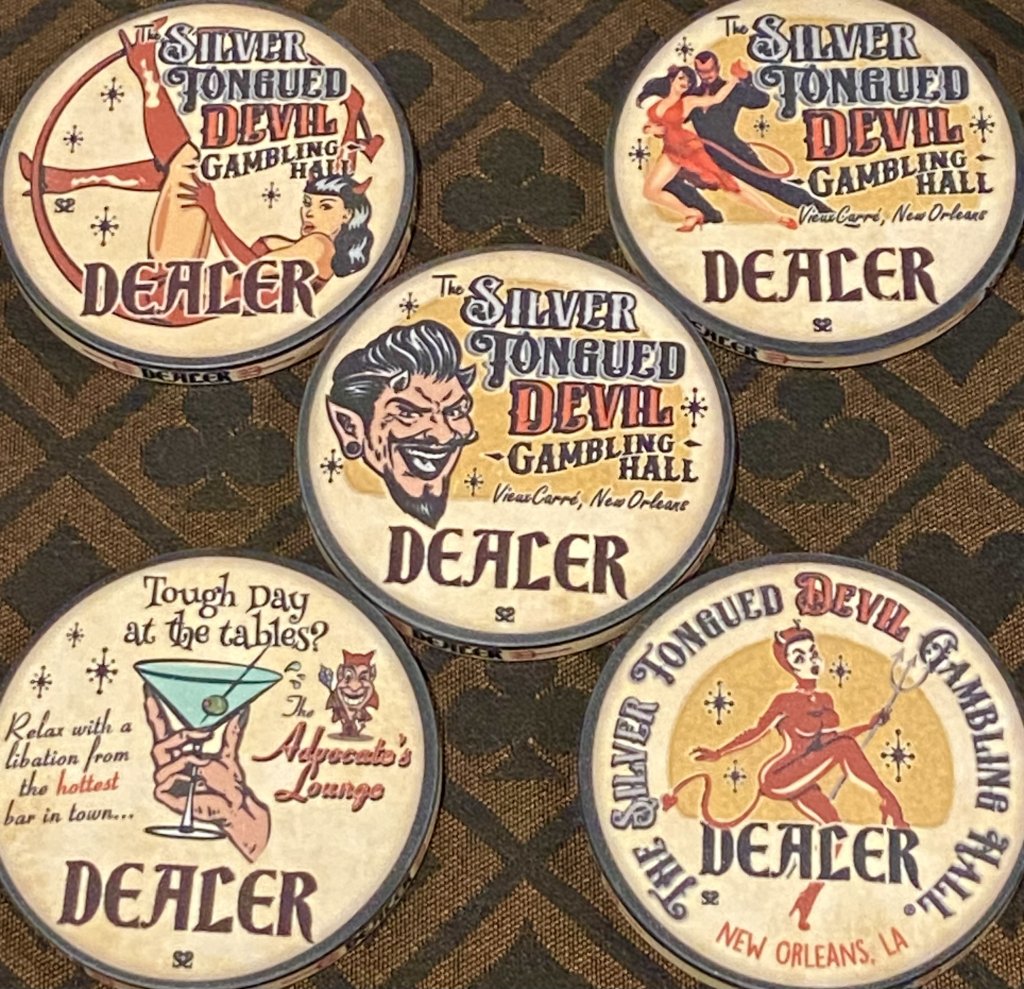 The
SILVER
TONGUED
DEVIL
GAMBLING
HALL
S2
DEALER
DEALER
The
SILVER
TONGUED
DEVIL
GAMBLING
HALL
Vieux Carré, New Orleans
DEALER
S2
DEALER
The
SILVER
TONGUED
DEVIL
GAMBLING
HALL
Vieux Carré, New Orleans
DEALER
S2
DEALER
Tough Day
at the tables?
Relax with a
libation from
the hottest
bar in town...
The
Advocate's
Lounge
DEALER
S2
THE SILVER TONGUED DEVIL GAMBLING HALL®
DEALER
S2
NEW ORLEANS, LA